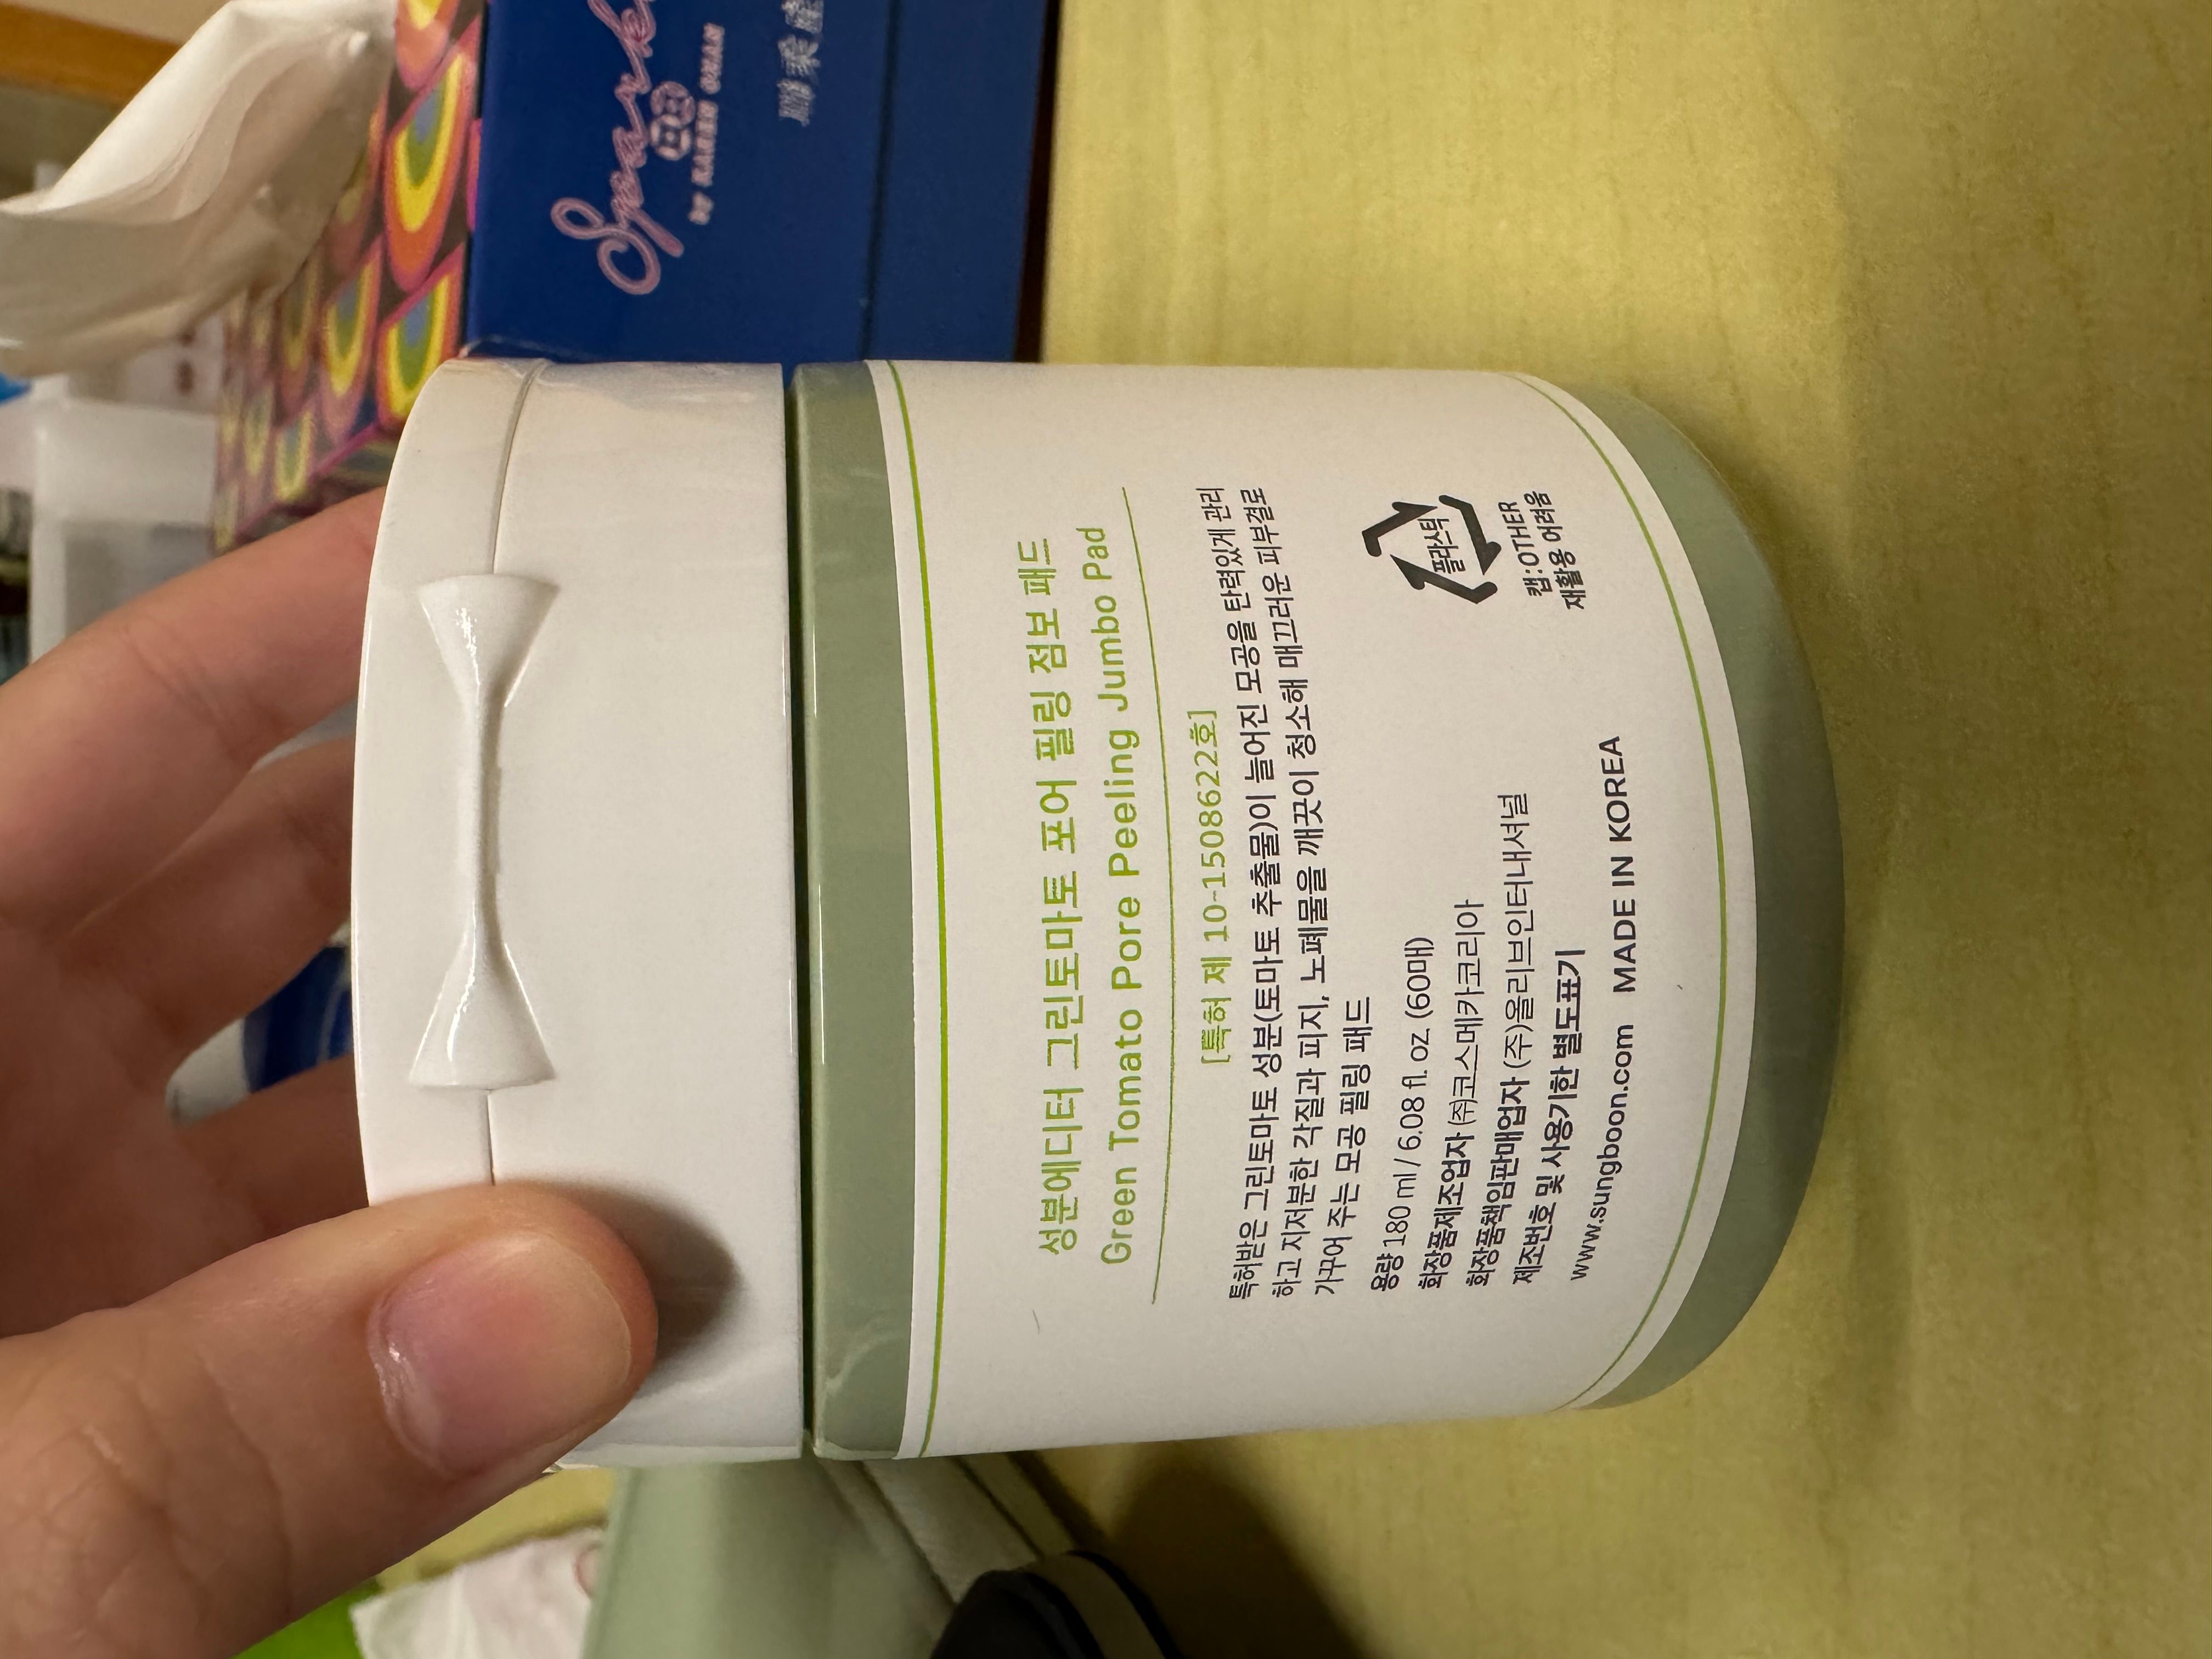 성분에디터 그린토마토 포어 필링 점보 패드
Green Tomato Pore Peeling Jumbo Pad
[특허 제 10-1508622호]
특허받은 그린토마토 성분(토마토 추출물)이 늘어진 모공을 탄력있게 관리
하고 지저분한 각질과 피지, 노폐물을 깨끗이 청소해 매끄러운 피부결로
가꾸어 주는 모공 필링 패드
용량 180 ml / 6.08 fl. oz. (60매)
화장품제조업자 ㈜코스메카코리아
화장품책임판매업자 (주)올리브인터내셔널
제조번호 및 사용기한 별도표기
www.sungboon.com MADE IN KOREA
플라스틱
캡:OTHER
재활용 어려움
by KAREN CHAN